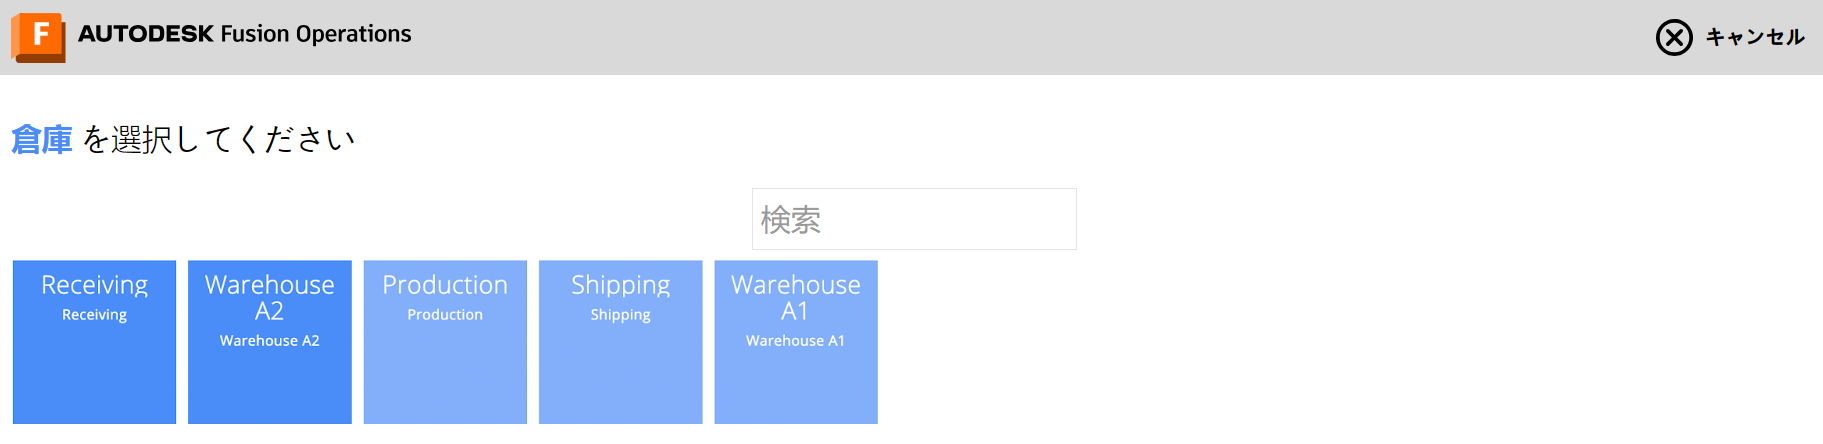 F AUTODESK Fusion Operations
キャンセル
倉庫 を選択してください
検索
Receiving
Receiving
Warehouse
A2
Warehouse A2
Production
Production
Shipping
Shipping
Warehouse
A1
Warehouse A1